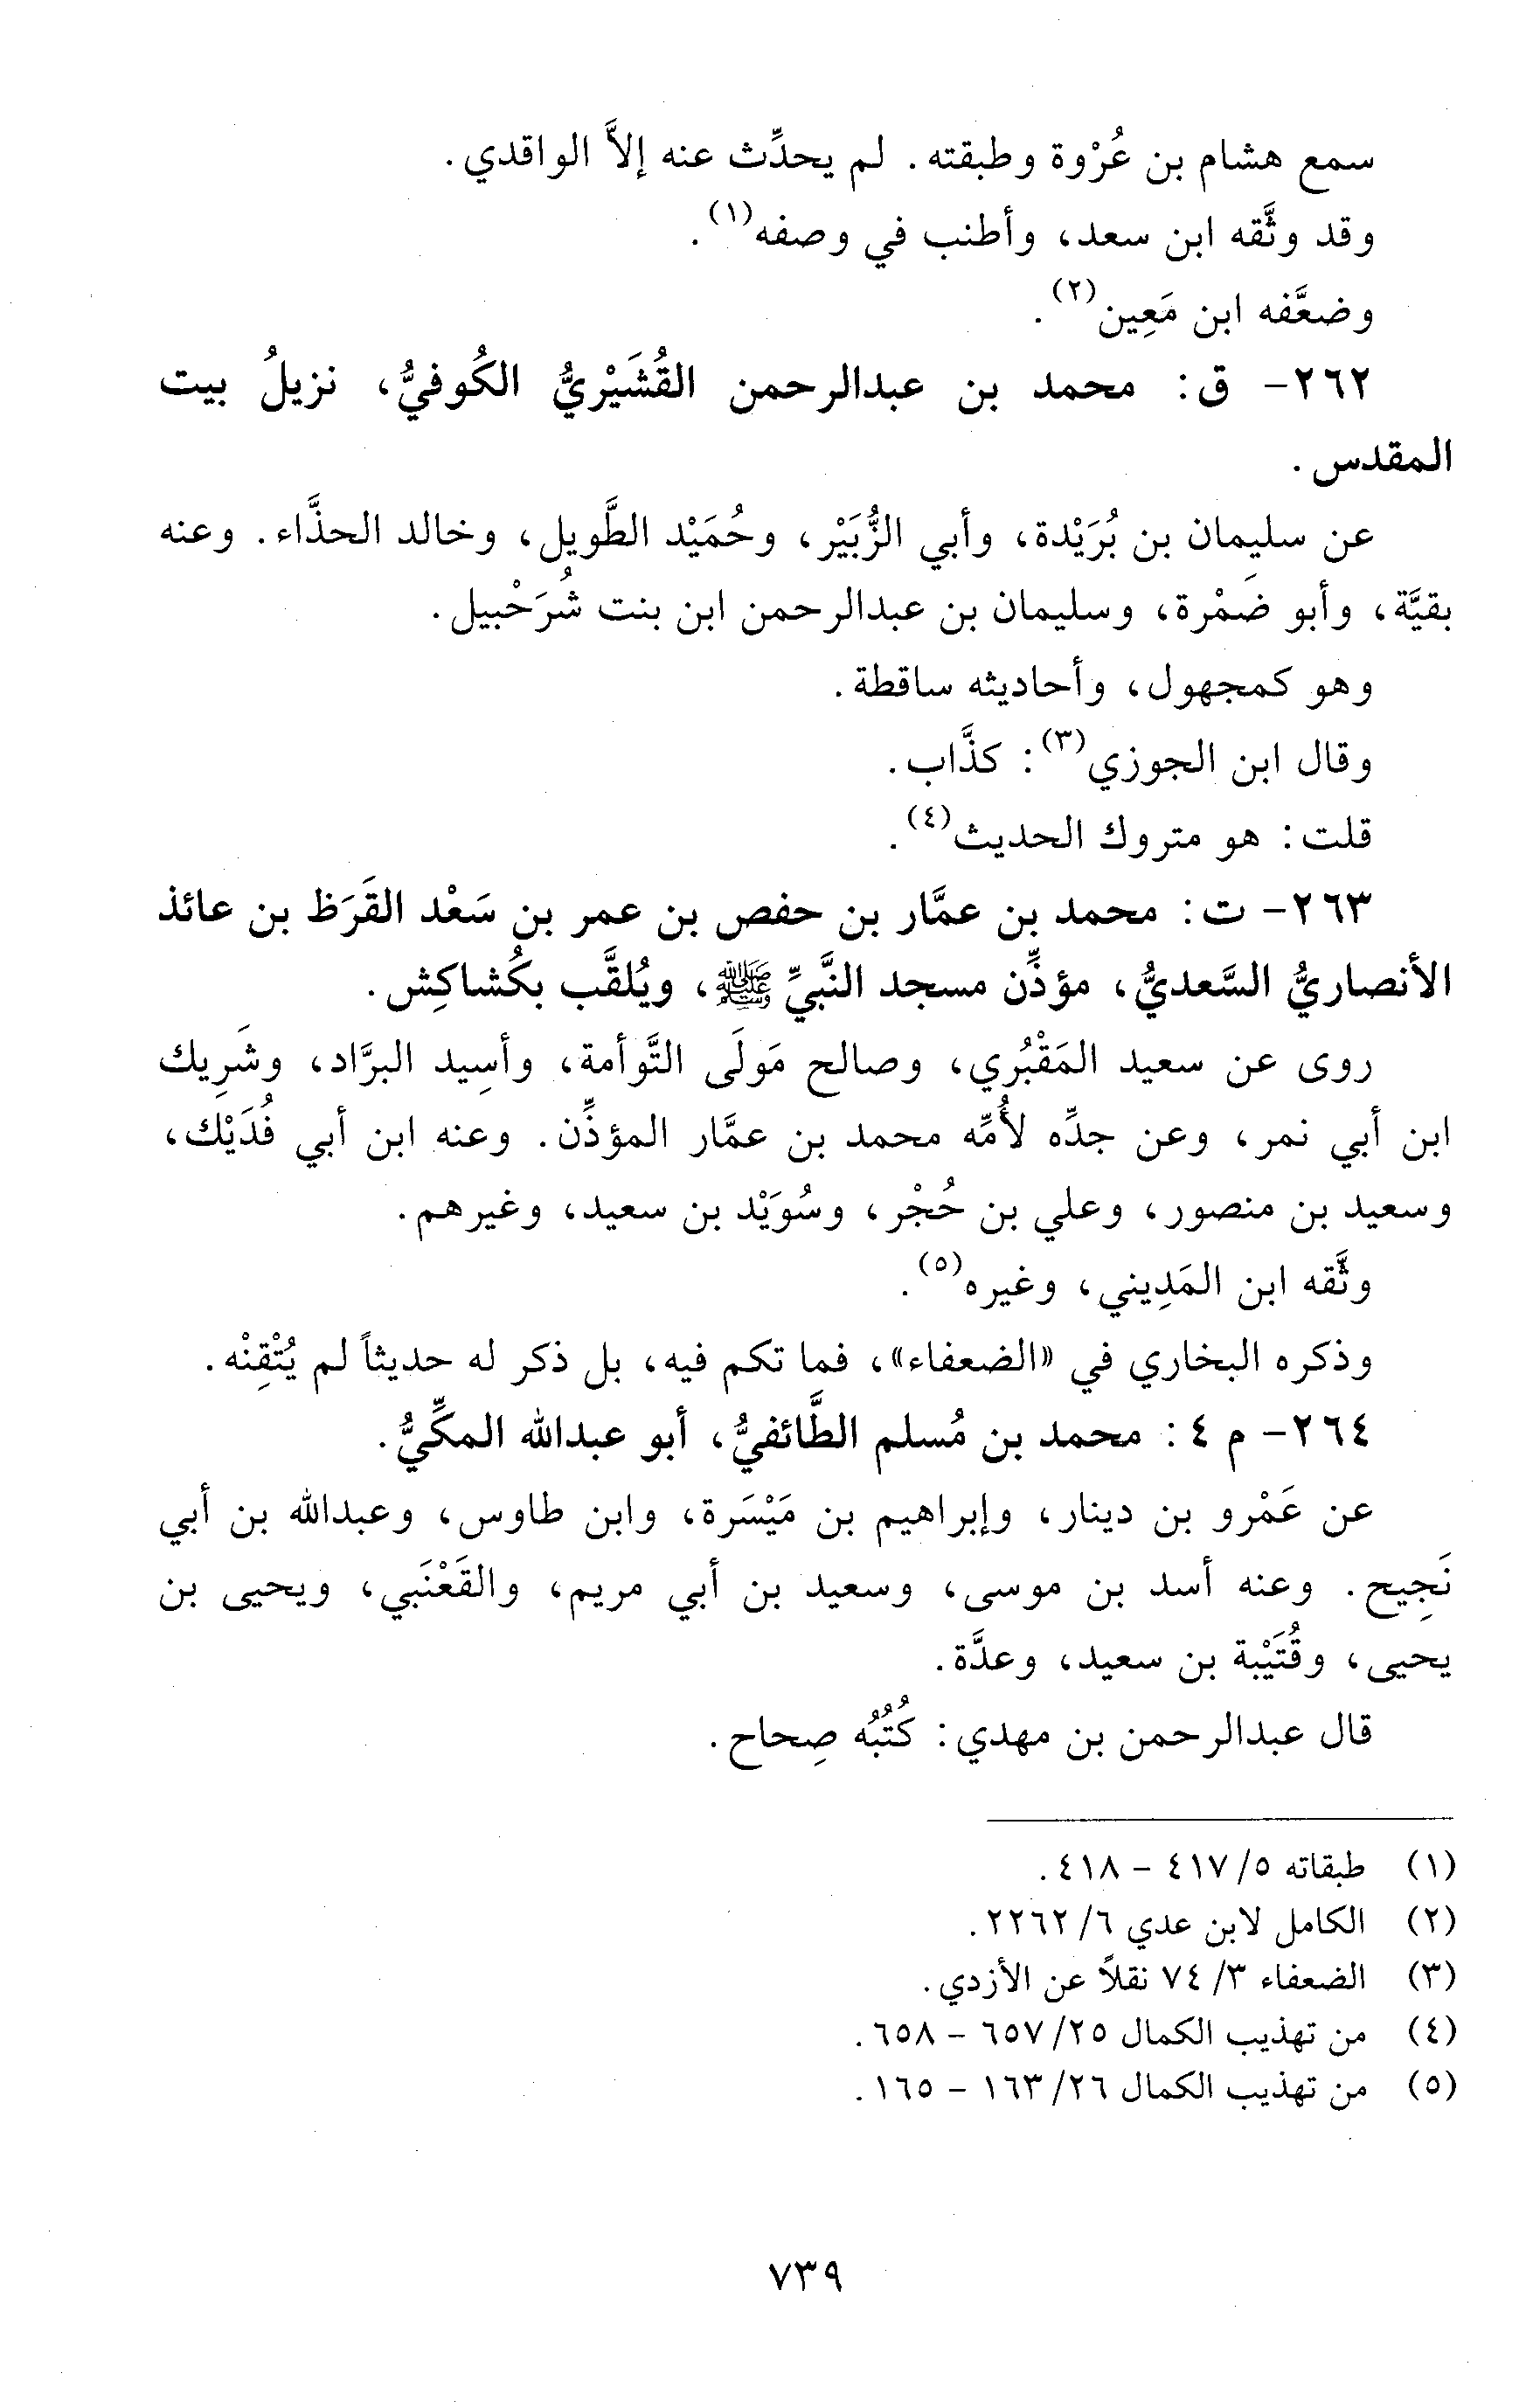 سمع هشام بن عُرْوة وطبقته. لم يحدِّث عنه إلاَّ الواقدي.
وقد وثَّقه ابن سعد، وأطنب في وصفه(١).
وضعَّفه ابن مَعِين(٢).
٢٦٢- ق: محمد بن عبدالرحمن القُشَيْريُّ الكُوفيُّ، نزيلُ بيت
المقدس.
عن سليمان بن بُرَيْدة، وأبي الزُّبَيْر، وحُمَيْد الطَّويل، وخالد الحذَّاء. وعنه
بقيَّة، وأبو ضَمْرة، وسليمان بن عبدالرحمن ابن بنت شُرَحْبيل.
وهو كمجهول، وأحاديثه ساقطة.
وقال ابن الجوزي(٣): كذَّاب.
قلت: هو متروك الحديث(٤).
٢٦٣- ت: محمد بن عمَّار بن حفص بن عمر بن سَعْد القَرَظ بن عائذ
الأنصاريُّ السَّعديُّ، مؤذِّن مسجد النَّبيِّ ﷺ، ويُلقَّب بكُشاكِش.
روى عن سعيد المَقْبُري، وصالح مَولَى التَّوأمة، وأسِيد البرَّاد، وشَرِيك
ابن أبي نمر، وعن جدِّه لأُمِّه محمد بن عمَّار المؤذِّن. وعنه ابن أبي فُدَيْك،
وسعيد بن منصور، وعلي بن حُجْر، وسُوَيْد بن سعيد، وغيرهم.
وثَّقه ابن المَدِيني، وغيره(٥).
وذكره البخاري في «الضعفاء»، فما تكم فيه، بل ذكر له حديثاً لم يُتْقِنْه.
٢٦٤- م ٤: محمد بن مُسلم الطَّائفيُّ، أبو عبدالله المكِّيُّ.
عن عَمْرو بن دينار، وإبراهيم بن مَيْسَرة، وابن طاوس، وعبدالله بن أبي
نَجِيح. وعنه أسد بن موسى، وسعيد بن أبي مريم، والقَعْنَبي، ويحيى بن
يحيى، وقُتَيْبة بن سعيد، وعدَّة.
قال عبدالرحمن بن مهدي: كُتُبُه صِحاح.
(١) طبقاته ٥/ ٤١٧ - ٤١٨.
(٢) الكامل لابن عدي ٦/ ٢٢٦٢.
(٣) الضعفاء ٣/ ٧٤ نقلاً عن الأزدي.
(٤) من تهذيب الكمال ٢٥/ ٦٥٧ - ٦٥٨.
(٥) من تهذيب الكمال ٢٦/ ١٦٣ - ١٦٥.
٧٣٩